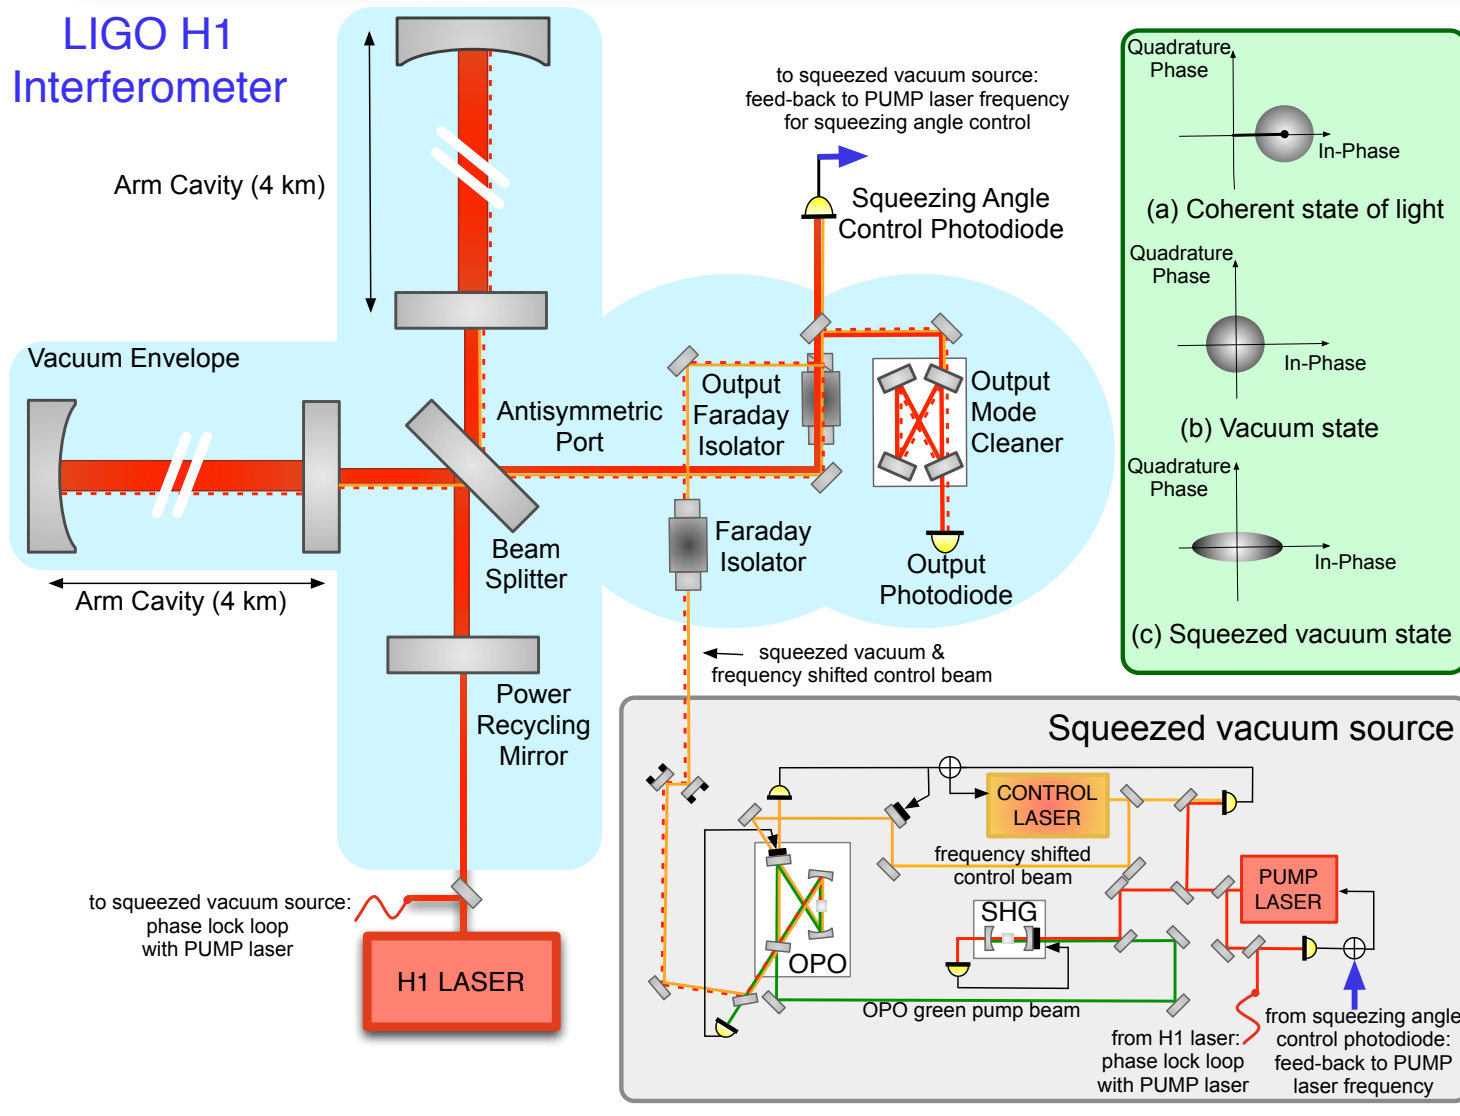 LIGO H1
Interferometer
Arm Cavity (4 km)
Vacuum Envelope
Arm Cavity (4 km)
Beam
Splitter
Antisymmetric
Port
Power
Recycling
Mirror
to squeezed vacuum source:
phase lock loop
with PUMP laser
H1 LASER
to squeezed vacuum source:
feed-back to PUMP laser frequency
for squeezing angle control
Squeezing Angle
Control Photodiode
Output
Faraday
Isolator
Output
Mode
Cleaner
Faraday
Isolator
Output
Photodiode
squeezed vacuum &
frequency shifted control beam
Quadrature
Phase
In-Phase
(a) Coherent state of light
Quadrature
Phase
In-Phase
(b) Vacuum state
Quadrature
Phase
In-Phase
(c) Squeezed vacuum state
Squeezed vacuum source
CONTROL
LASER
frequency shifted
control beam
PUMP
LASER
SHG
OPO
OPO green pump beam
from H1 laser:
phase lock loop
with PUMP laser
from squeezing angle
control photodiode:
feed-back to PUMP
laser frequency